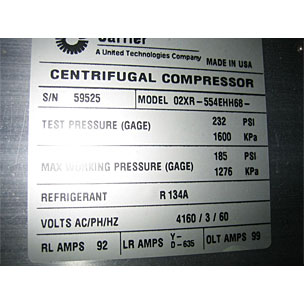 Carrier
A United Technologies Company
MADE IN USA
CENTRIFUGAL COMPRESSOR
S/N 59525 MODEL 02XR-554EHH68-
TEST PRESSURE (GAGE) 232 PSI
1600 KPa
MAX WORKING PRESSURE (GAGE) 185 PSI
1276 KPa
REFRIGERANT R 134A
VOLTS AC/PH/HZ 4160 / 3 / 60
RL AMPS 92 LR AMPS Y- D-635 OLT AMPS 99